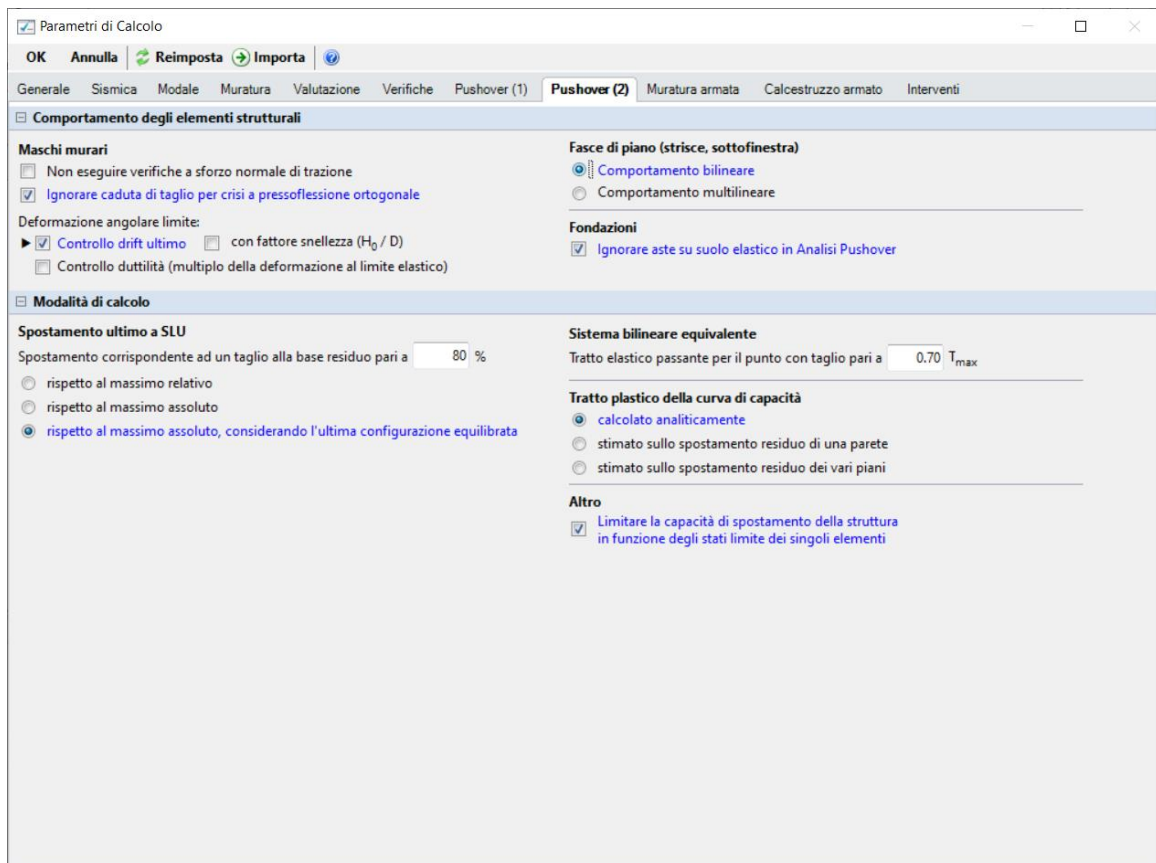 Parametri di Calcolo
OK Annulla Reimposta Importa
Generale Sismica Modale Muratura Valutazione Verifiche Pushover (1) Pushover (2) Muratura armata Calcestruzzo armato Interventi
Comportamento degli elementi strutturali
Maschi murari
Non eseguire verifiche a sforzo normale di trazione
Ignorare caduta di taglio per crisi a pressoflessione ortogonale
Deformazione angolare limite:
Controllo drift ultimo con fattore snellezza (H0 / D)
Controllo duttilità (multiplo della deformazione al limite elastico)
Fasce di piano (strisce, sottofinestra)
Comportamento bilineare
Comportamento multilineare
Fondazioni
Ignorare aste su suolo elastico in Analisi Pushover
Modalità di calcolo
Spostamento ultimo a SLU
Spostamento corrispondente ad un taglio alla base residuo pari a 80 %
rispetto al massimo relativo
rispetto al massimo assoluto
rispetto al massimo assoluto, considerando l'ultima configurazione equilibrata
Sistema bilineare equivalente
Tratto elastico passante per il punto con taglio pari a 0.70 Tmax
Tratto plastico della curva di capacità
calcolato analiticamente
stimato sullo spostamento residuo di una parete
stimato sullo spostamento residuo dei vari piani
Altro
Limitare la capacità di spostamento della struttura
in funzione degli stati limite dei singoli elementi